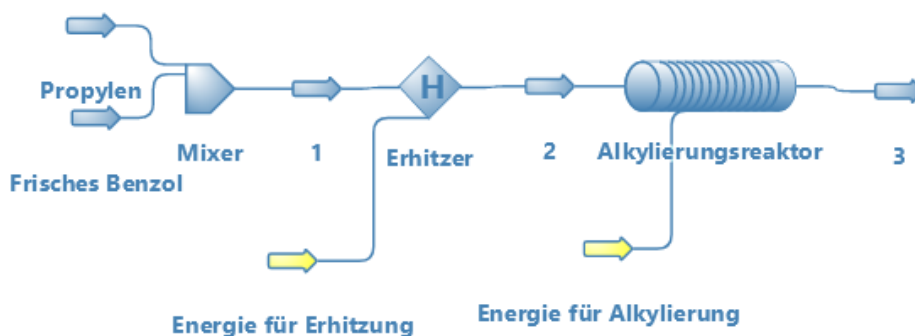 Propylen
Frisches Benzol
Mixer
1
H
Erhitzer
2
Alkylierungsreaktor
3
Energie für Erhitzung
Energie für Alkylierung